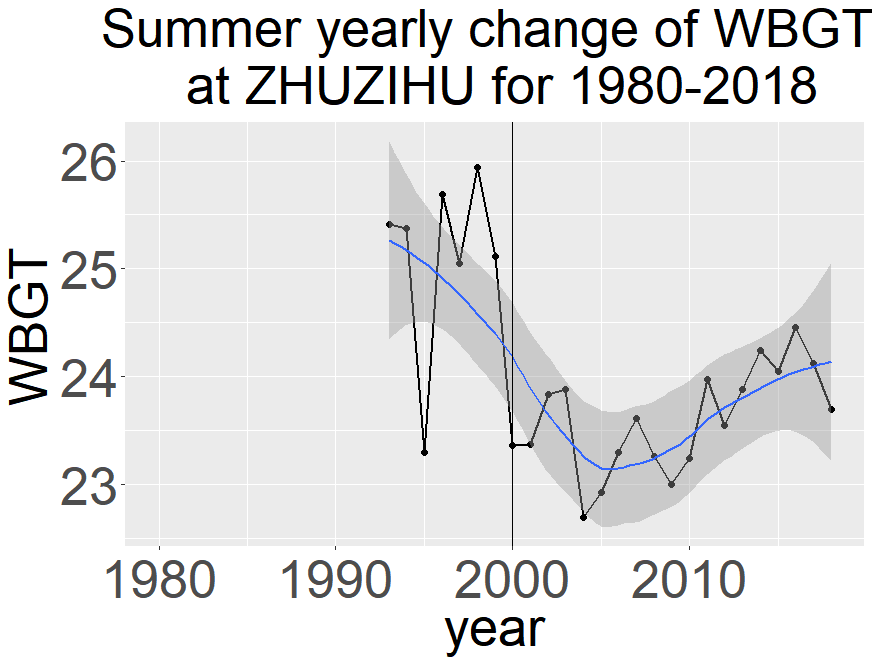 Summer yearly change of WBGT
at ZHUZIHU for 1980-2018
26
25
24
23
WBGT
1980 1990 2000 2010
year